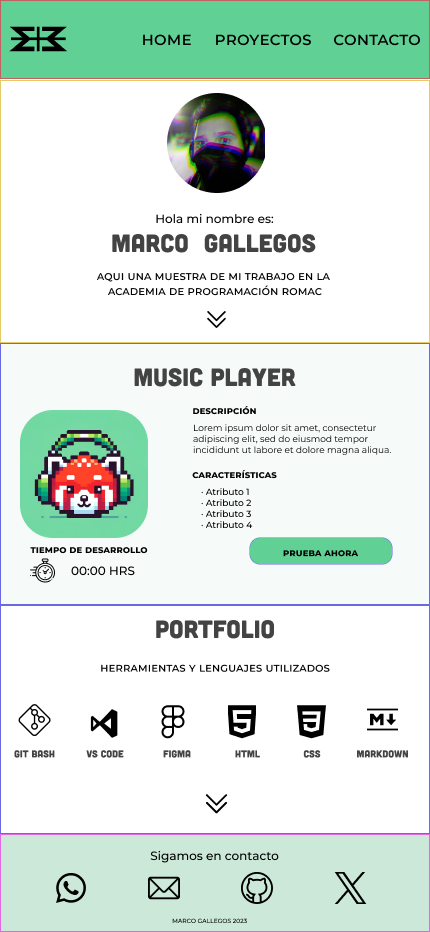 HOME PROYECTOS CONTACTO
Hola mi nombre es:
MARCO GALLEGOS
AQUI UNA MUESTRA DE MI TRABAJO EN LA
ACADEMIA DE PROGRAMACIÓN ROMAC
MUSIC PLAYER
DESCRIPCIÓN
Lorem ipsum dolor sit amet, consectetur
adipiscing elit, sed do eiusmod tempor
incididunt ut labore et dolore magna aliqua.
CARACTERÍSTICAS
· Atributo 1
· Atributo 2
· Atributo 3
· Atributo 4
TIEMPO DE DESARROLLO
00:00 HRS
PRUEBA AHORA
PORTFOLIO
HERRAMIENTAS Y LENGUAJES UTILIZADOS
GIT BASH VS CODE FIGMA HTML CSS MARKDOWN
Sigamos en contacto
MARCO GALLEGOS 2023